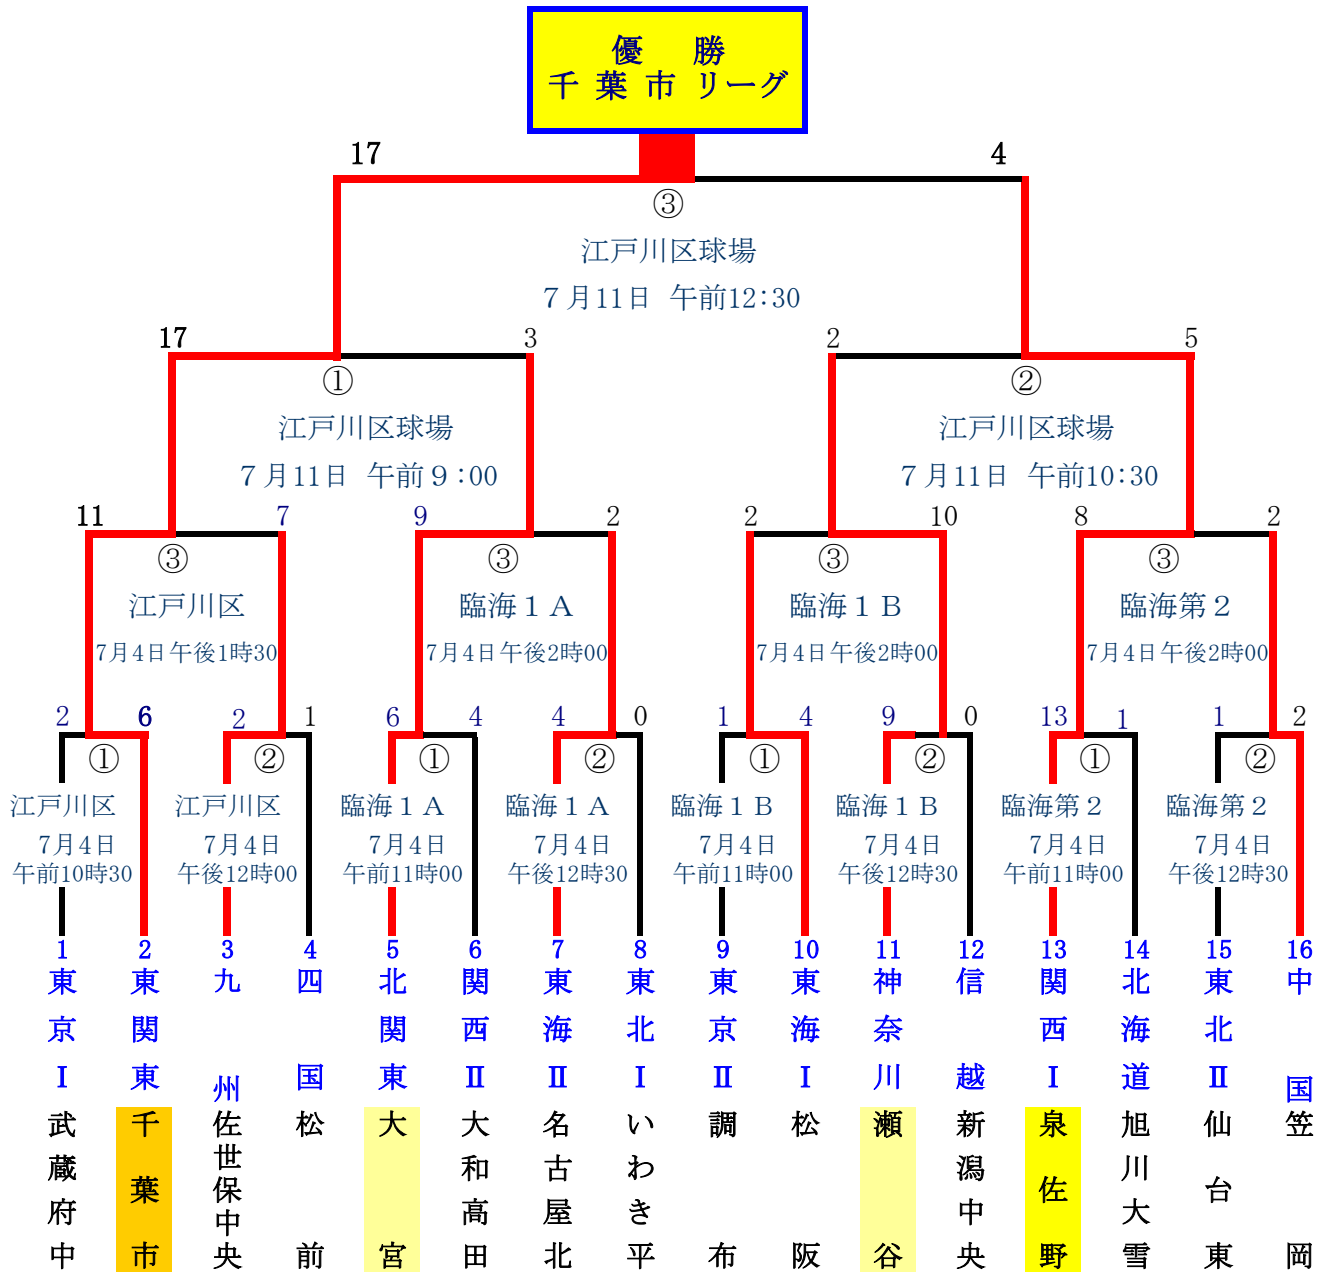 優　勝
千 葉 市 リーグ
17
4
③
江戸川区球場
７月11日 午前12：30
17
3
2
5
①
②
江戸川区球場
江戸川区球場
７月11日 午前９：00
７月11日 午前10：30
11
7
9
2
2
10
8
2
③
③
③
③
江戸川区
臨海１Ａ
臨海１Ｂ
臨海第２
7月4日午後1時30
7月4日午後2時00
7月4日午後2時00
7月4日午後2時00
2
6
2
1
6
4
4
0
1
4
9
0
13
1
1
2
①
②
①
②
①
②
①
②
江戸川区
江戸川区
臨海１Ａ
臨海１Ａ
臨海１Ｂ
臨海１Ｂ
臨海第２
臨海第２
7月4日
7月4日
7月4日
7月4日
7月4日
7月4日
7月4日
7月4日
午前10時30
午後12時00
午前11時00
午後12時30
午前11時00
午後12時30
午前11時00
午後12時30
1
2
3
4
5
6
7
8
9
10
11
12
13
14
15
16
東京Ⅰ
東関東
九州
四国
北関東
関西Ⅱ
東海Ⅱ
東北Ⅰ
東京Ⅱ
東海Ⅰ
神奈川
信越
関西Ⅰ
北海道
東北Ⅱ
中国
武蔵府中
千葉市
佐世保中央
松前
大宮
大和高田
名古屋北
いわき平
調布
松阪
瀬谷
新潟中央
泉佐野
旭川大雪
仙台東
笠岡